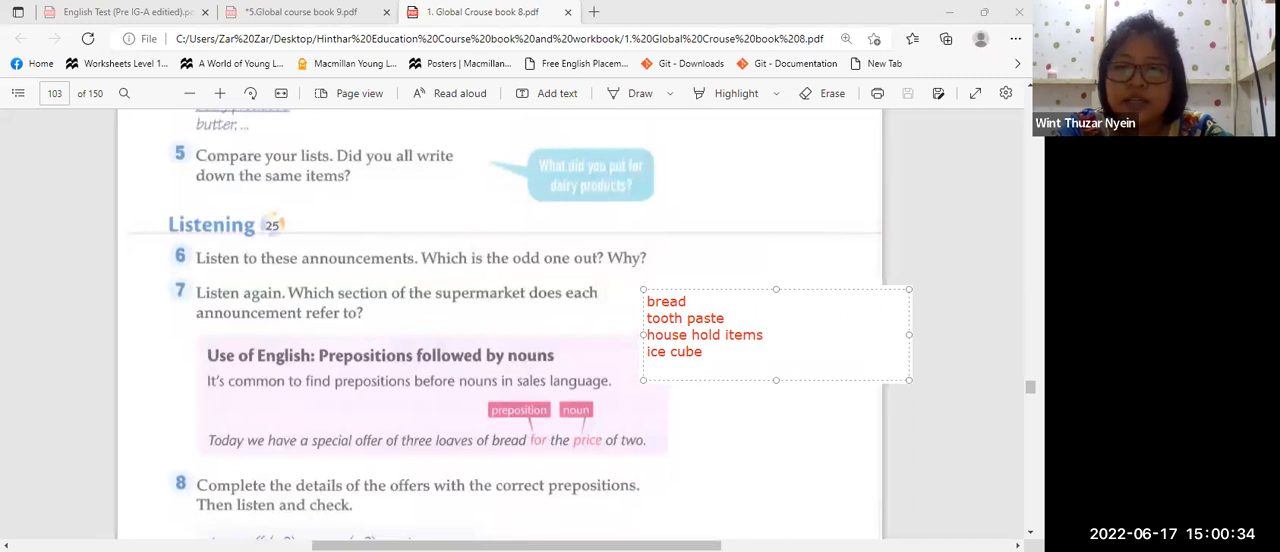 English Test (Pre IG-A editied).pd
*5.Global course book 9.pdf
1. Global Crouse book 8.pdf
File
C:/Users/Zar%20Zar/Desktop/Hinthar%20Education%20Course%20book%20and%20workbook/1.%20Global%20Crouse%20book%208.pdf
Home
Worksheets Level 1...
A World of Young L...
Macmillan Young L...
Posters | Macmillan...
Free English Placem...
Git - Downloads
Git - Documentation
New Tab
103 of 150
Page view
Read aloud
Add text
Draw
Highlight
Erase
Wint Thuzar Nyein
butter, ...
5 Compare your lists. Did you all write
down the same items?
What did you put for
dairy products?
Listening 25
6 Listen to these announcements. Which is the odd one out? Why?
7 Listen again. Which section of the supermarket does each
announcement refer to?
bread
tooth paste
house hold items
ice cube
Use of English: Prepositions followed by nouns
It's common to find prepositions before nouns in sales language.
preposition noun
Today we have a special offer of three loaves of bread for the price of two.
8 Complete the details of the offers with the correct prepositions.
Then listen and check.
2022-06-17 15:00:34